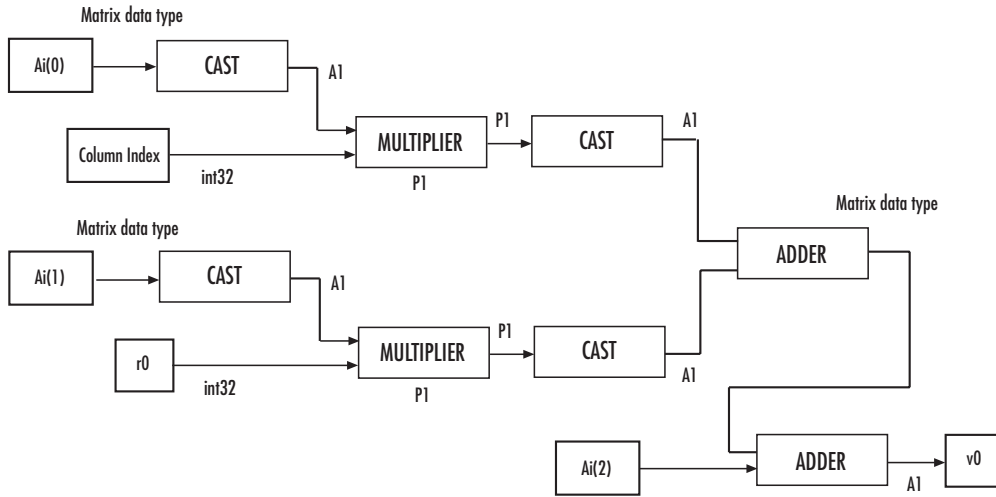 Matrix data type
Ai(0)
CAST
A1
Column Index
int32
MULTIPLIER
P1
P1
CAST
A1
Matrix data type
Ai(1)
CAST
A1
r0
int32
MULTIPLIER
P1
P1
CAST
A1
Matrix data type
ADDER
Ai(2)
ADDER
A1
v0